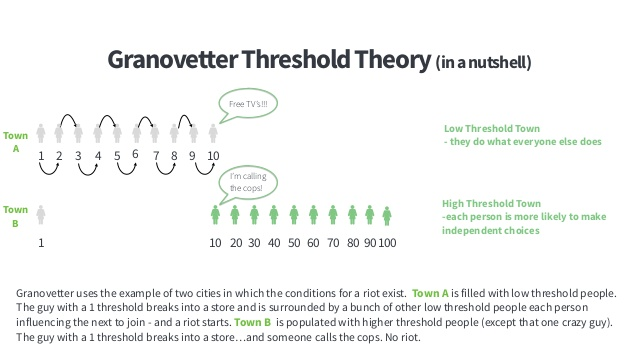 Granovetter Threshold Theory (in a nutshell)
Free TV's!!!
Town
A
1 2 3 4 5 6 7 8 9 10
Low Threshold Town
- they do what everyone else does
I'm calling
the cops!
Town
B
1 10 20 30 40 50 60 70 80 90 100
High Threshold Town
-each person is more likely to make
independent choices
Granovetter uses the example of two cities in which the conditions for a riot exist. Town A is filled with low threshold people.
The guy with a 1 threshold breaks into a store and is surrounded by a bunch of other low threshold people each person
influencing the next to join - and a riot starts. Town B is populated with higher threshold people (except that one crazy guy).
The guy with a 1 threshold breaks into a store...and someone calls the cops. No riot.